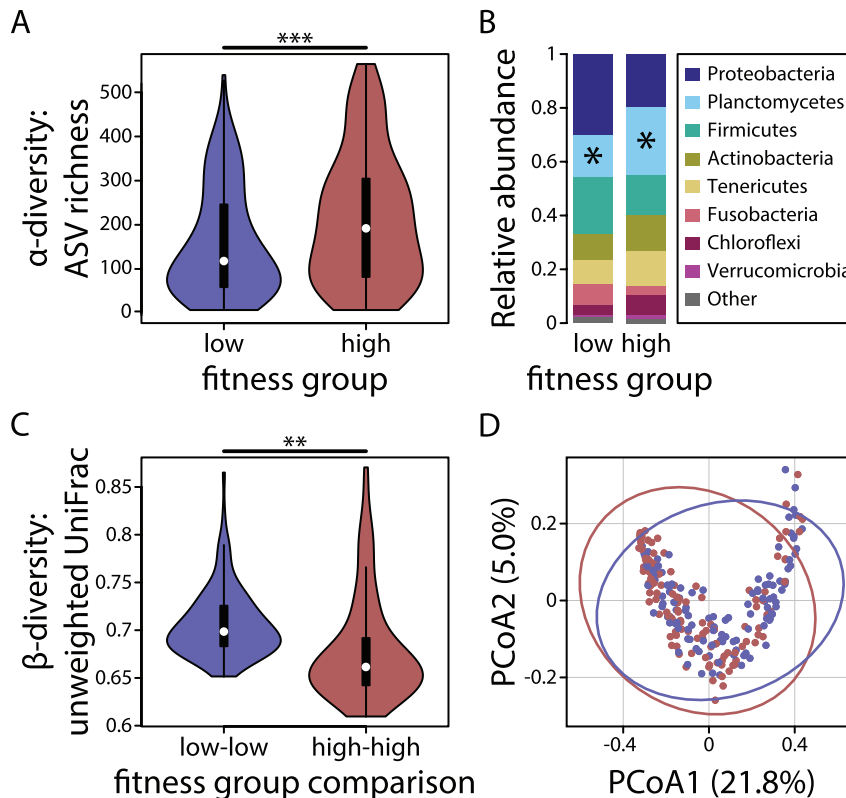 A
***
α-diversity:
ASV richness
500
400
300
200
100
0
low
high
fitness group
B
Relative abundance
1
0.8
0.6
0.4
0.2
0
*
*
low
high
fitness group
Proteobacteria
Planctomycetes
Firmicutes
Actinobacteria
Tenericutes
Fusobacteria
Chloroflexi
Verrucomicrobia
Other
C
**
β-diversity:
unweighted UniFrac
0.85
0.8
0.75
0.7
0.65
0.6
low-low
high-high
fitness group comparison
D
PCoA2 (5.0%)
0.2
0
-0.2
-0.4
0
0.4
PCoA1 (21.8%)